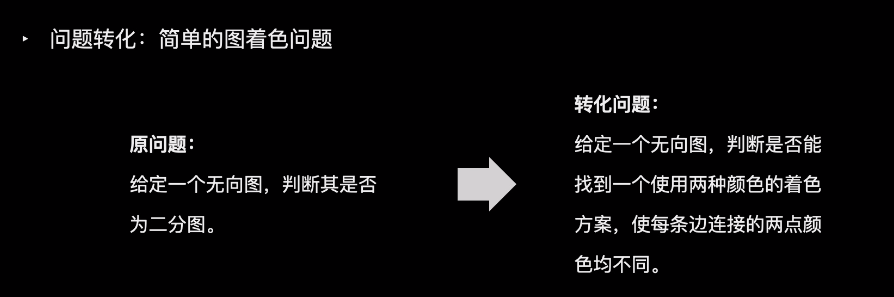 ‣ 问题转化：简单的图着色问题
原问题：
给定一个无向图，判断其是否
为二分图。
转化问题：
给定一个无向图，判断是否能
找到一个使用两种颜色的着色
方案，使每条边连接的两点颜
色均不同。